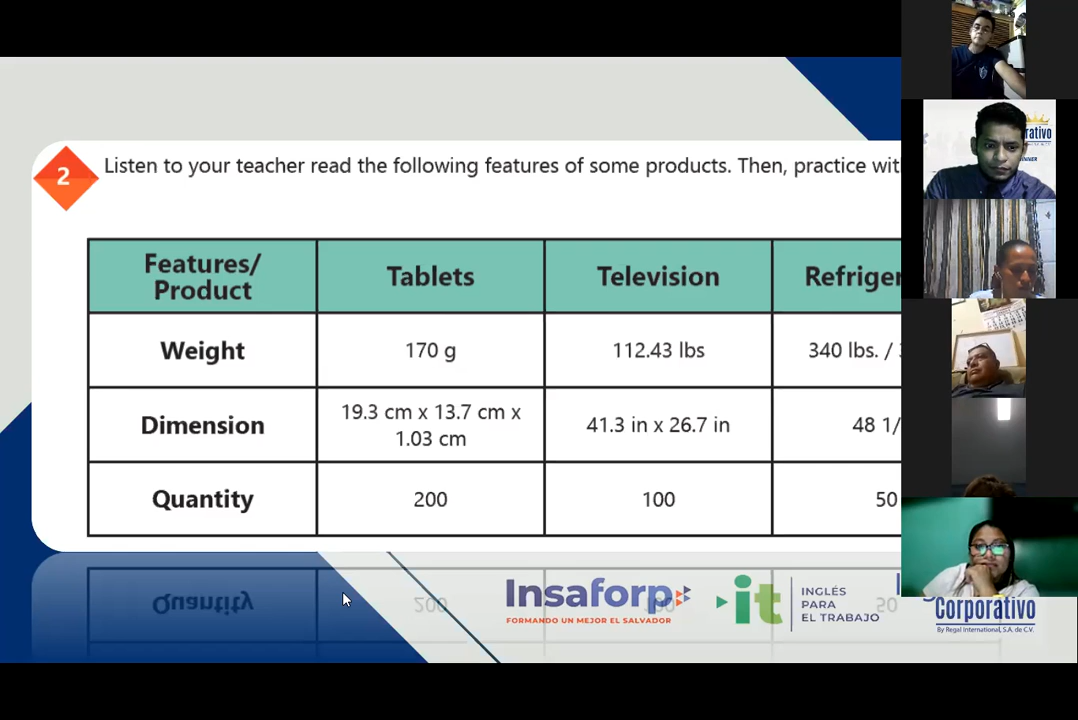 2
Listen to your teacher read the following features of some products. Then, practice
Features/ Tablets Television
Product
Weight 170 g 112.43 lbs 340 lbs. /
Dimension 19.3 cm x 13.7 cm x 41.3 in x 26.7 in 48 1/
1.03 cm
Quantity 200 100 50
Quantity 200 50
Insaforp
FORMANDO UN MEJOR EL SALVADOR
it
INGLÉS
PARA
EL TRABAJO
Corporativo
By Regal International, S.A. de C.V.